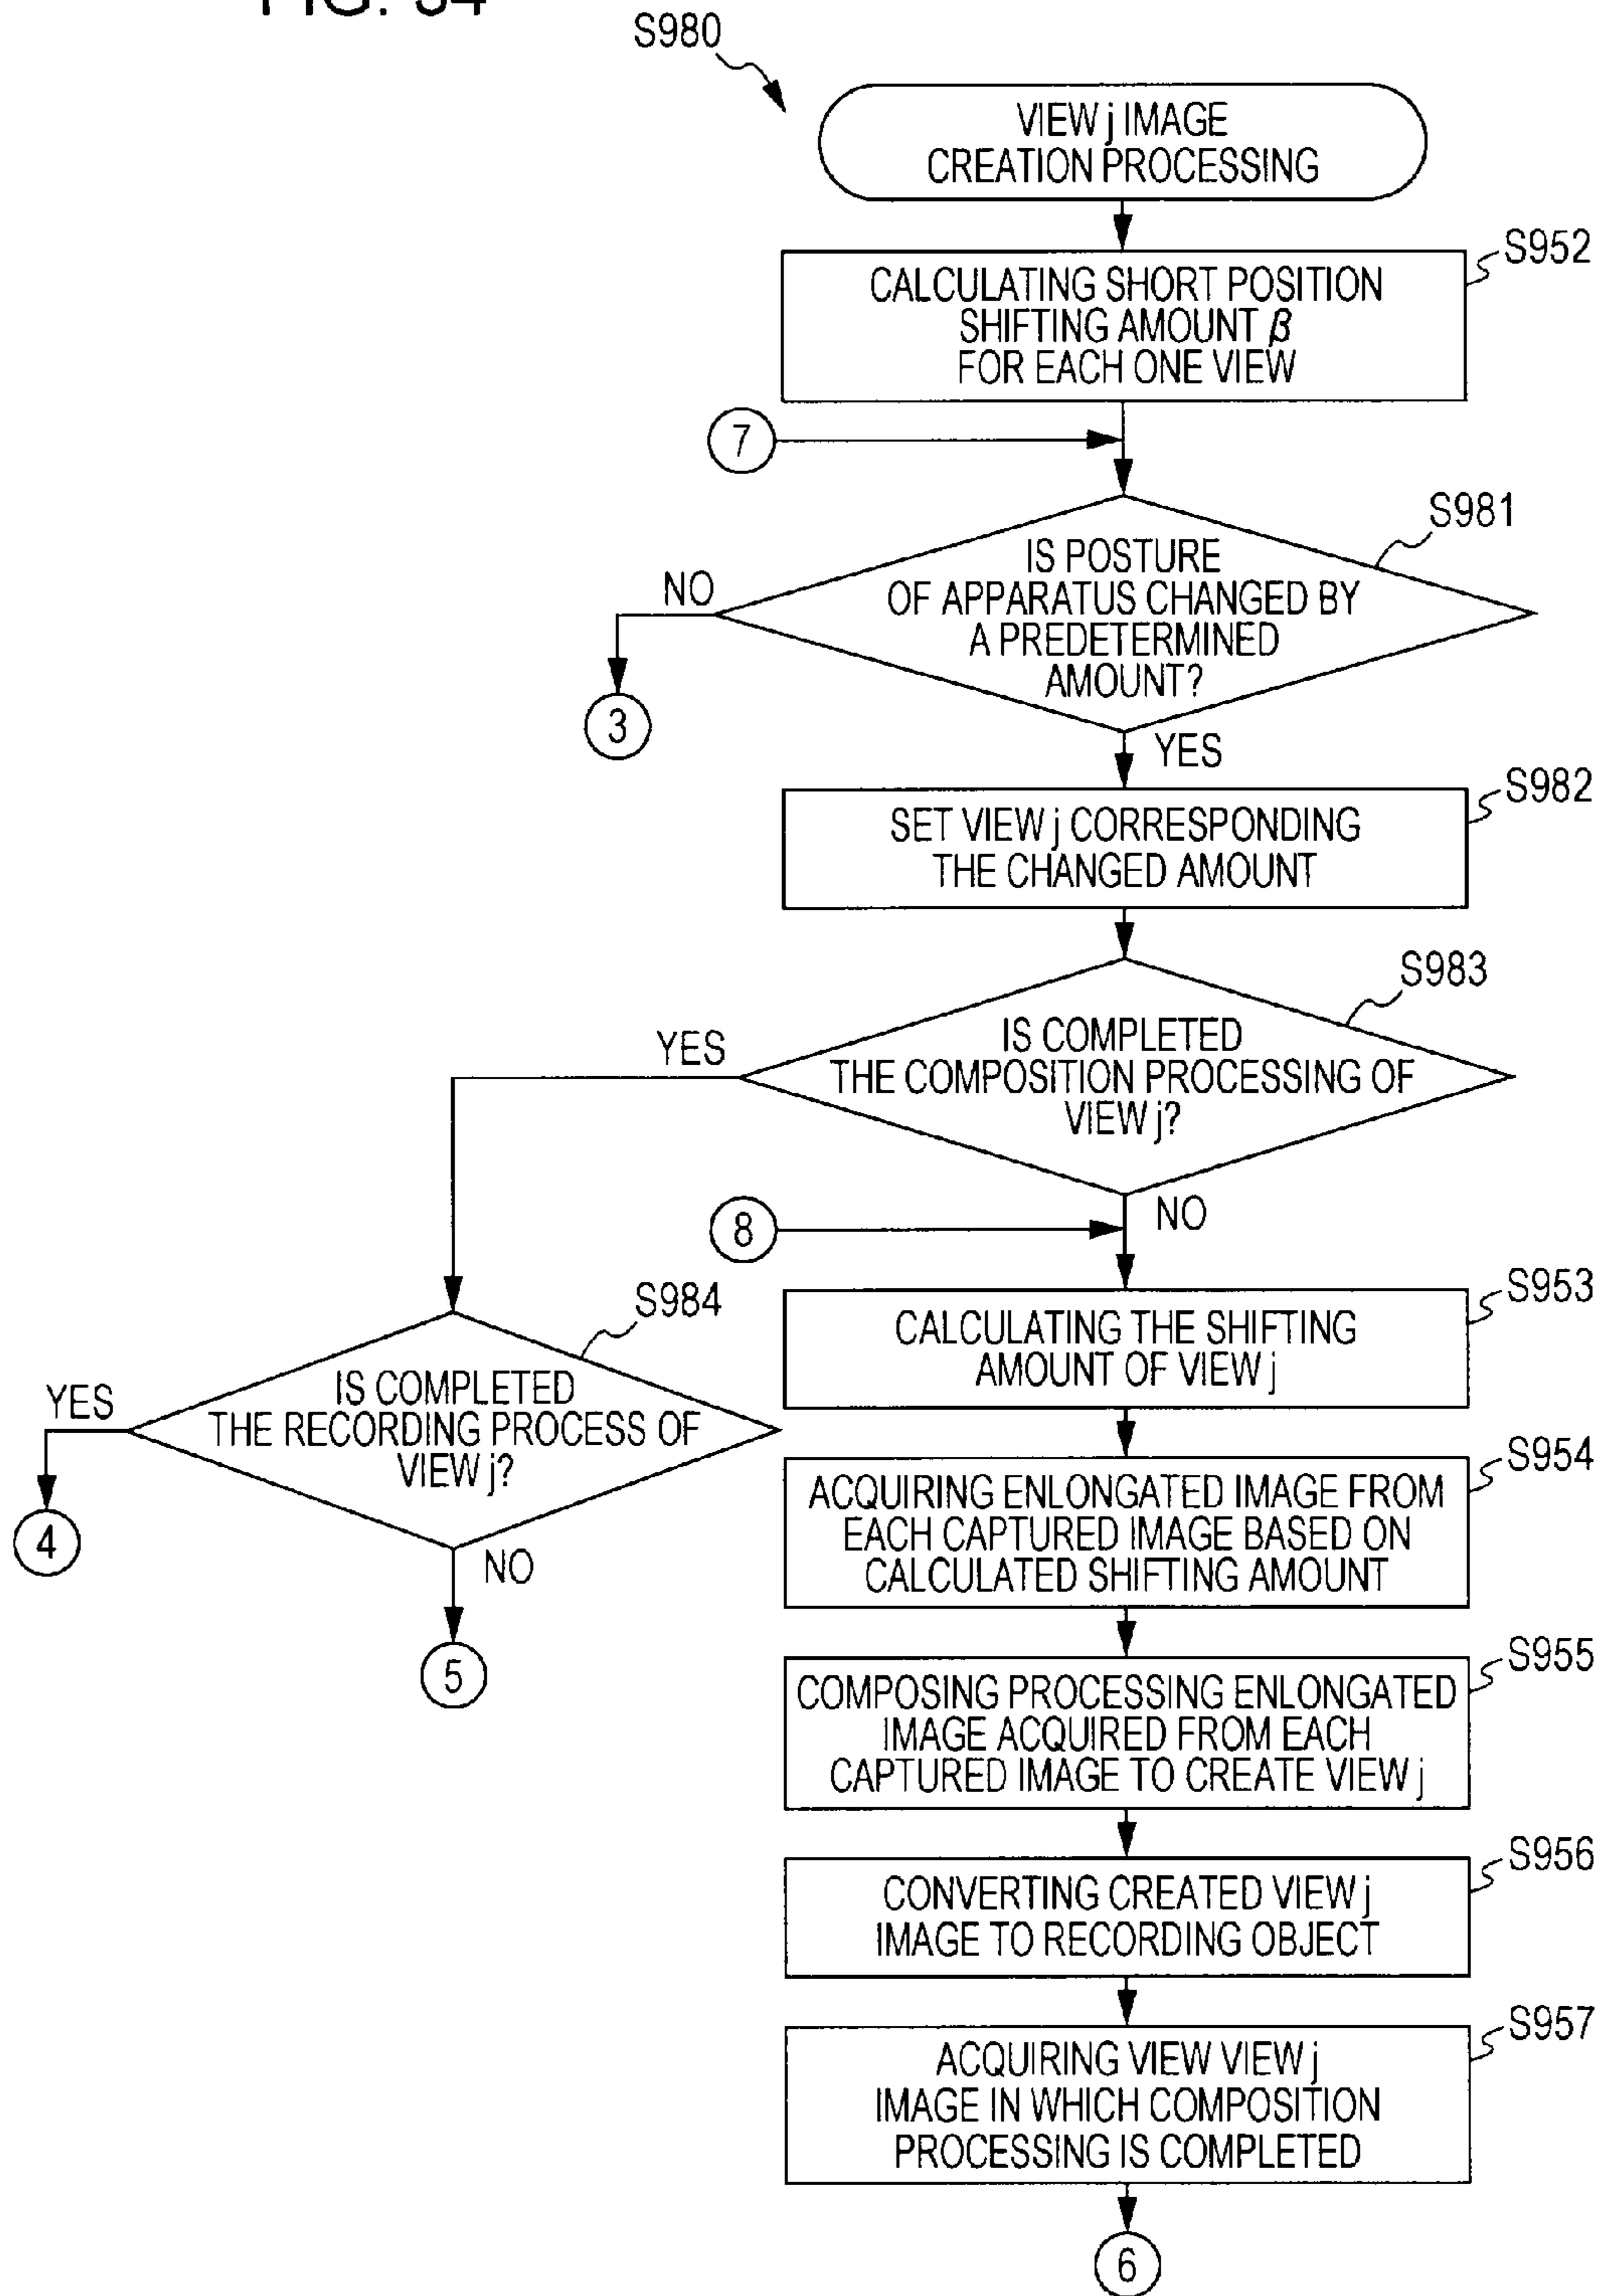 FIG. 34
S980
VIEW j IMAGE
CREATION PROCESSING
S952
CALCULATING SHORT POSITION
SHIFTING AMOUNT β
FOR EACH ONE VIEW
7
S981
IS POSTURE
OF APPARATUS CHANGED BY
A PREDETERMINED
AMOUNT?
NO
3
YES
S982
SET VIEW j CORRESPONDING
THE CHANGED AMOUNT
S983
IS COMPLETED
THE COMPOSITION PROCESSING OF
VIEW j?
YES
NO
8
S984
IS COMPLETED
THE RECORDING PROCESS OF
VIEW j?
YES
4
NO
5
S953
CALCULATING THE SHIFTING
AMOUNT OF VIEW j
S954
ACQUIRING ENLONGATED IMAGE FROM
EACH CAPTURED IMAGE BASED ON
CALCULATED SHIFTING AMOUNT
S955
COMPOSING PROCESSING ENLONGATED
IMAGE ACQUIRED FROM EACH
CAPTURED IMAGE TO CREATE VIEW j
S956
CONVERTING CREATED VIEW j
IMAGE TO RECORDING OBJECT
S957
ACQUIRING VIEW VIEW j
IMAGE IN WHICH COMPOSITION
PROCESSING IS COMPLETED
6